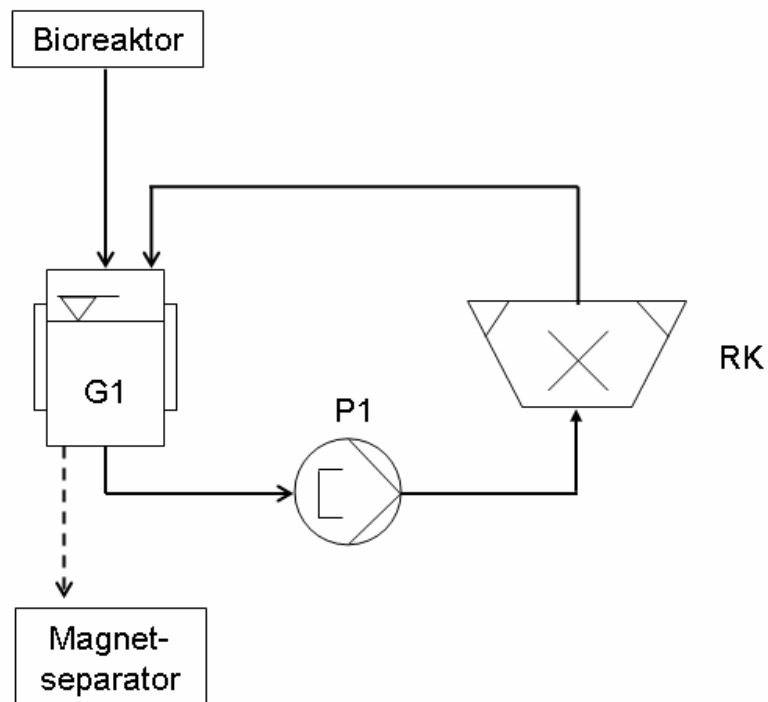 Bioreaktor
G1
P1
RK
Magnet-
separator